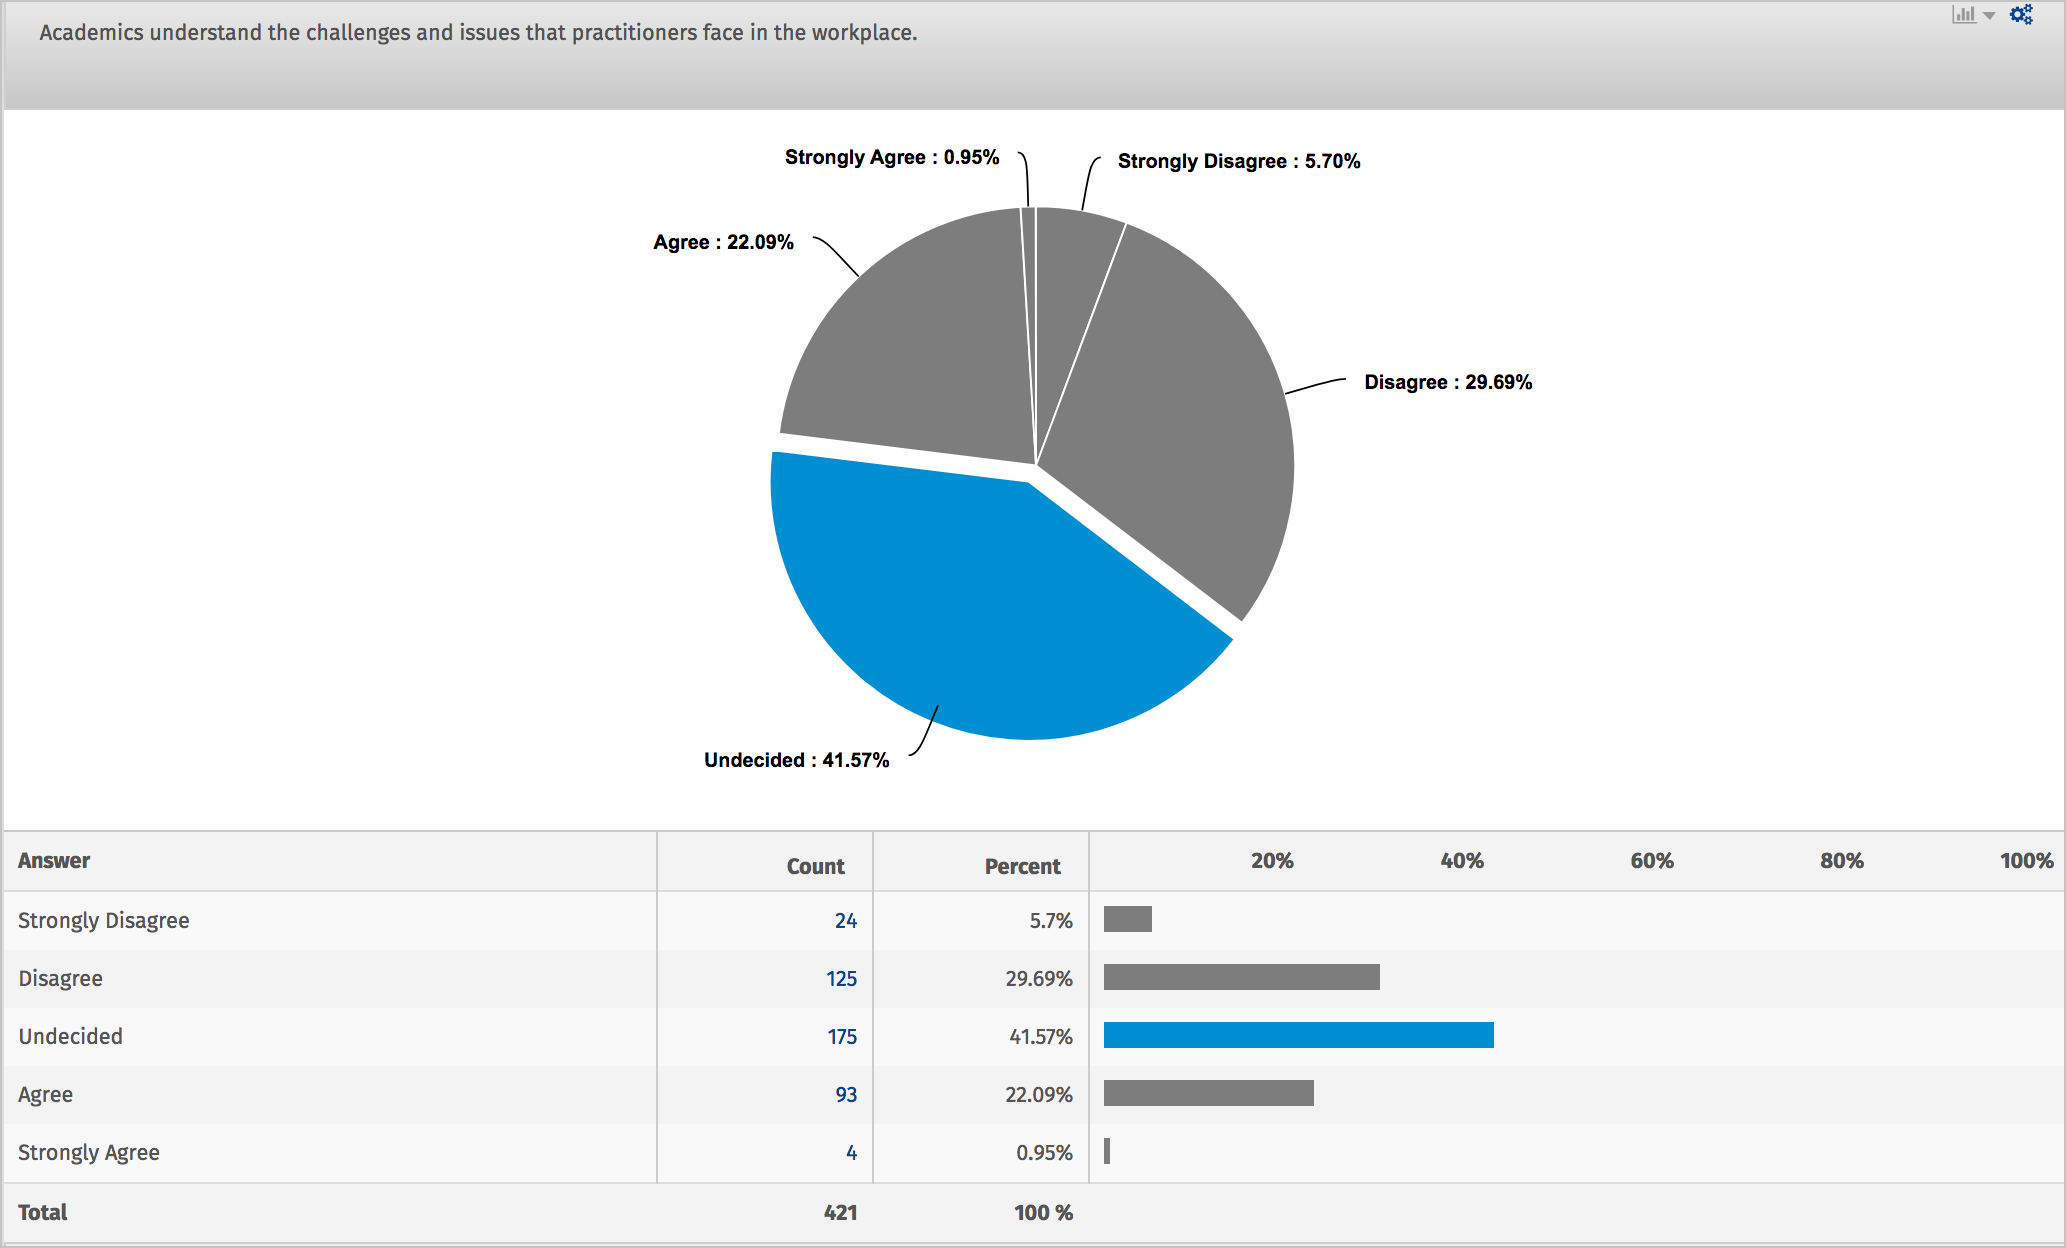 Academics understand the challenges and issues that practitioners face in the workplace.
Strongly Agree : 0.95%
Strongly Disagree : 5.70%
Agree : 22.09%
Disagree : 29.69%
Undecided : 41.57%
Answer Count Percent 20% 40% 60% 80% 100%
Strongly Disagree 24 5.7%
Disagree 125 29.69%
Undecided 175 41.57%
Agree 93 22.09%
Strongly Agree 4 0.95%
Total 421 100 %